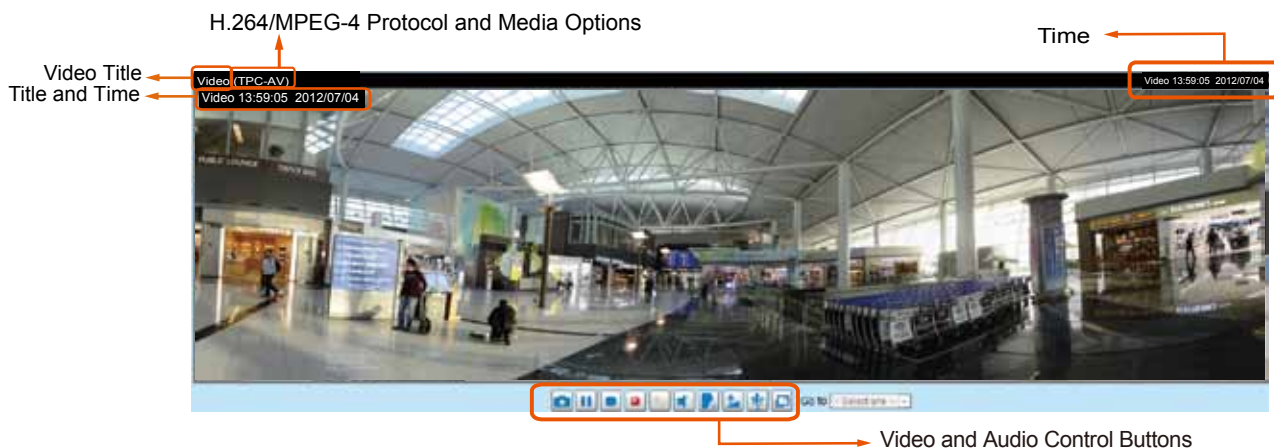 H.264/MPEG-4 Protocol and Media Options
Time
Video Title
Video (TPC-AV)
Video 13:59:05 2012/07/04
Title and Time
Video 13:59:05 2012/07/04
PUBLIC LOUNGE
Go to
Video and Audio Control Buttons